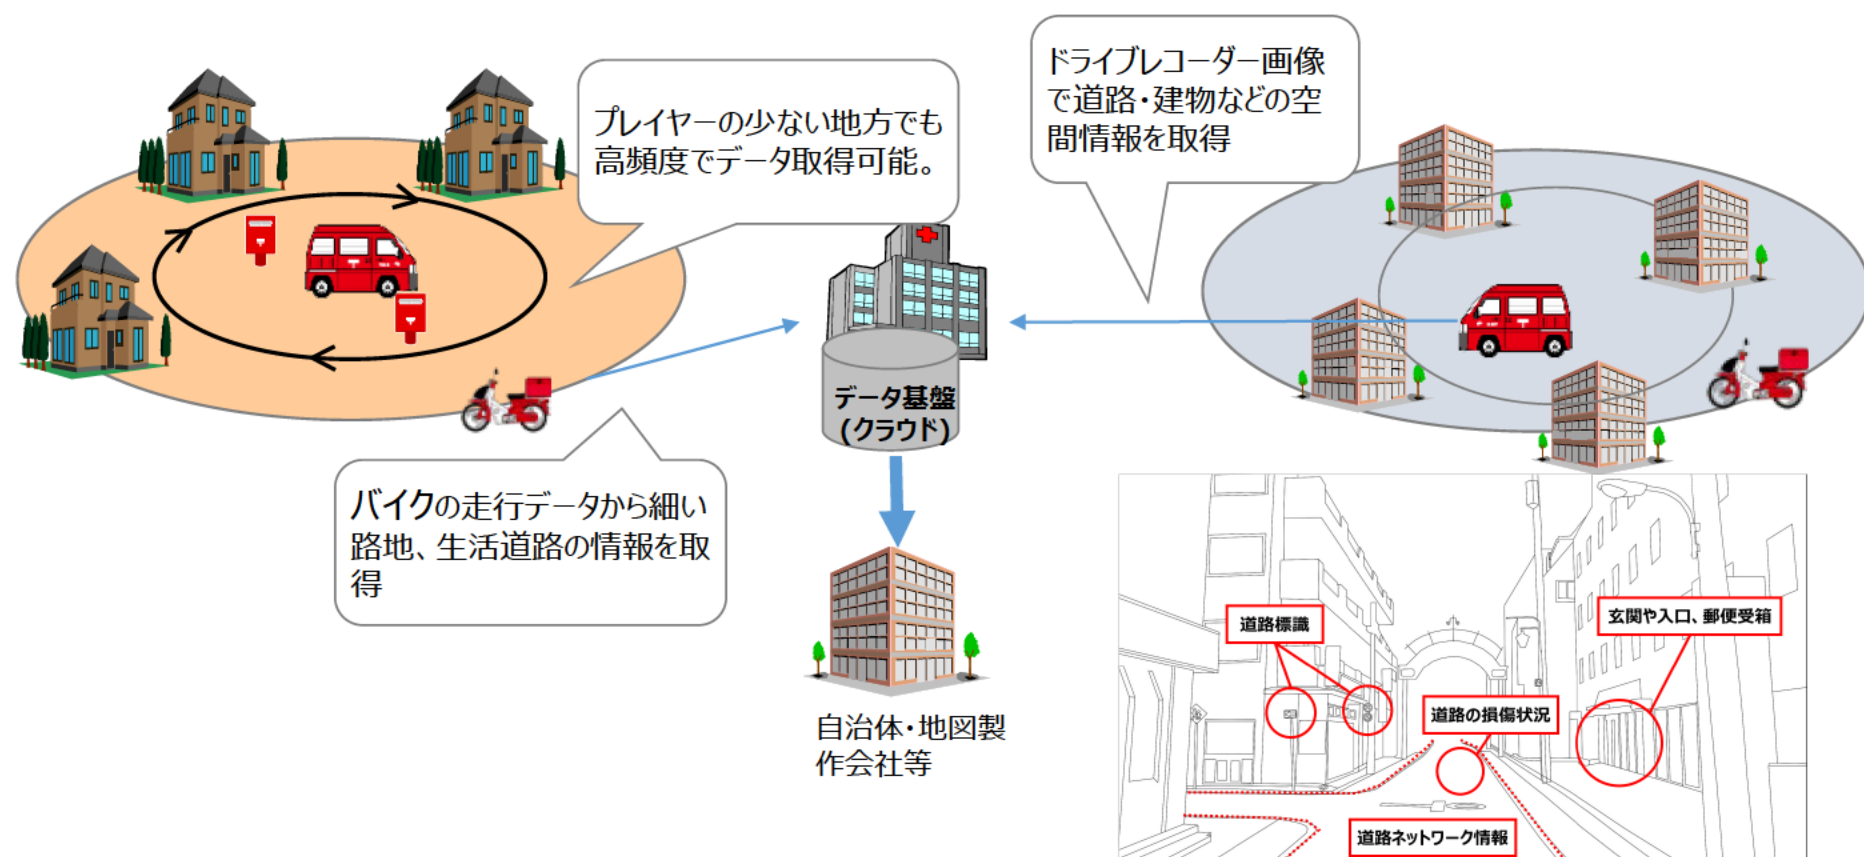 プレイヤーの少ない地方でも
高頻度でデータ取得可能。
ドライブレコーダー画像
で道路・建物などの空
間情報を取得
データ基盤
(クラウド)
バイクの走行データから細い
路地、生活道路の情報を取
得
自治体・地図製
作会社等
道路標識
玄関や入口、郵便受箱
道路の損傷状況
道路ネットワーク情報